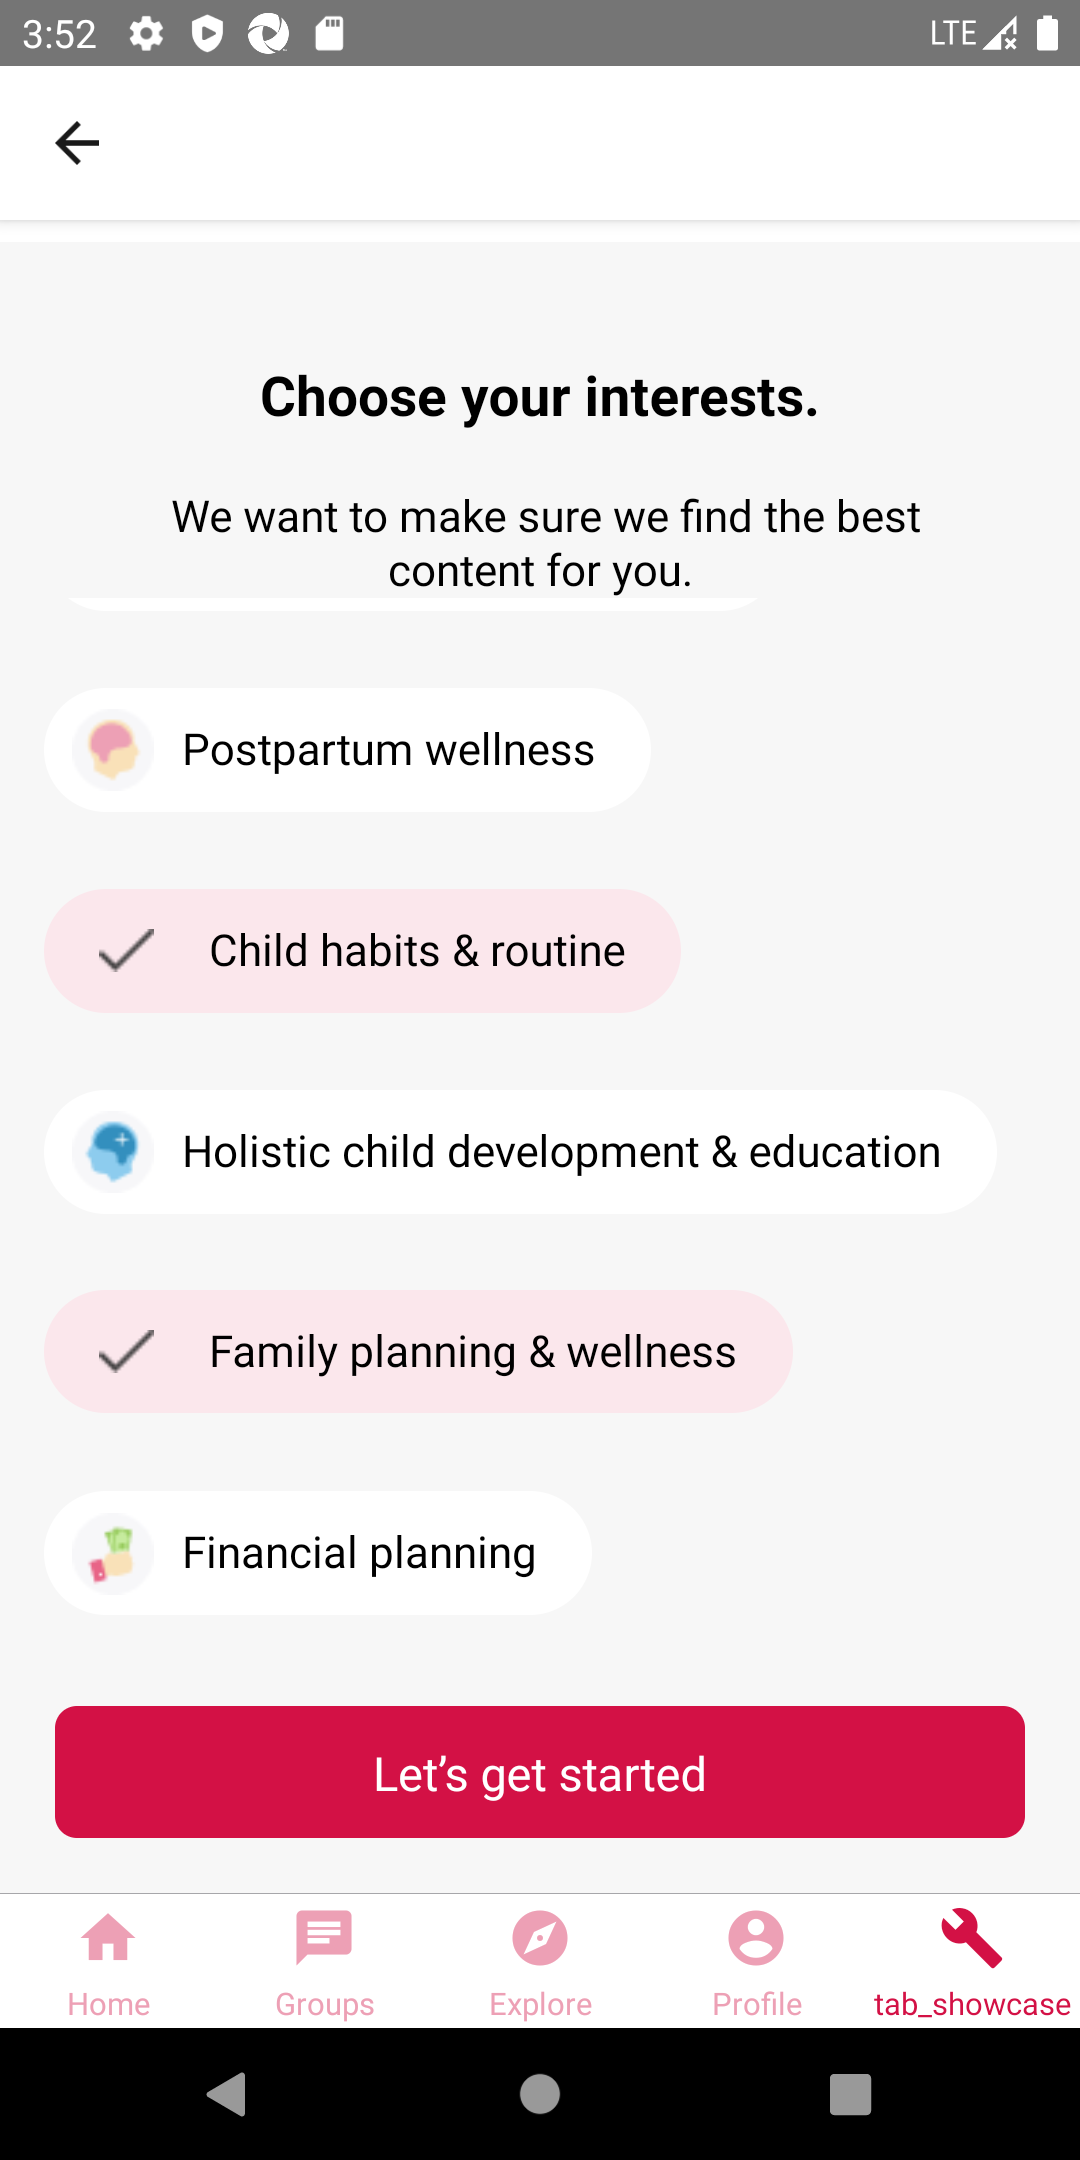 3:52
LTE
Choose your interests.
We want to make sure we find the best
content for you.
Postpartum wellness
Child habits & routine
Holistic child development & education
Family planning & wellness
Financial planning
Let’s get started
Home
Groups
Explore
Profile
tab_showcase